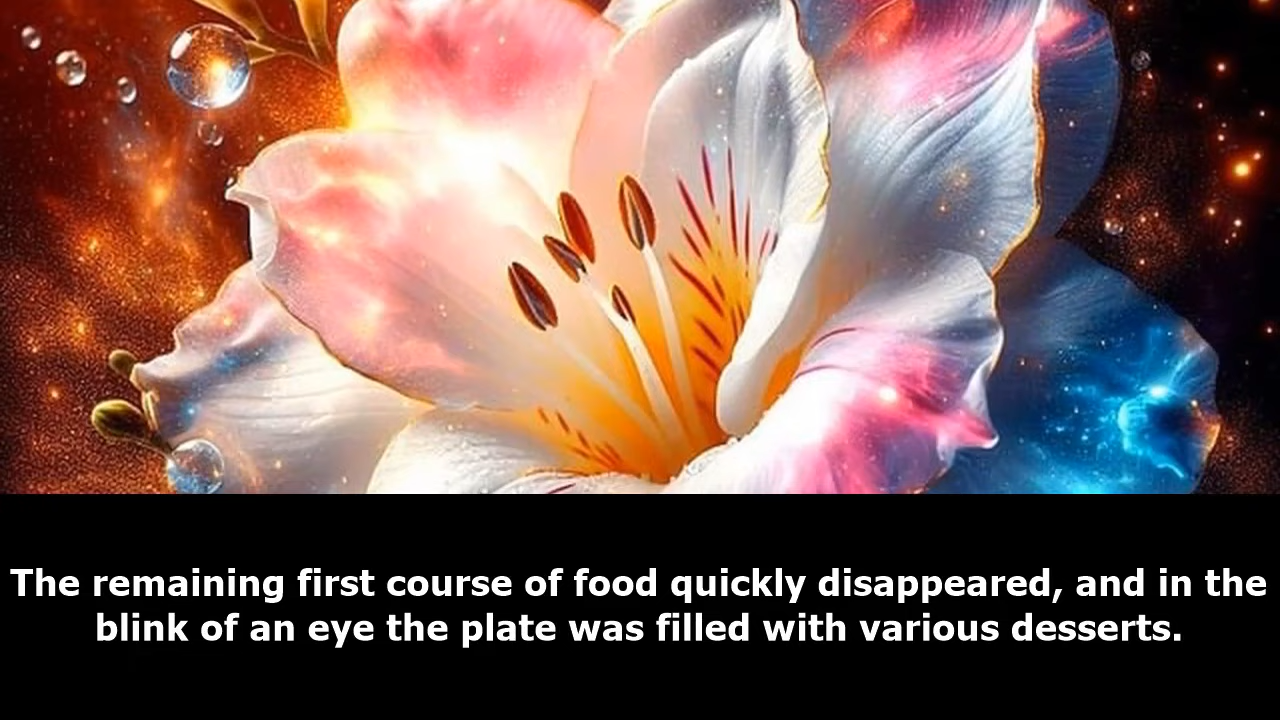 The remaining first course of food quickly disappeared, and in the
blink of an eye the plate was filled with various desserts.